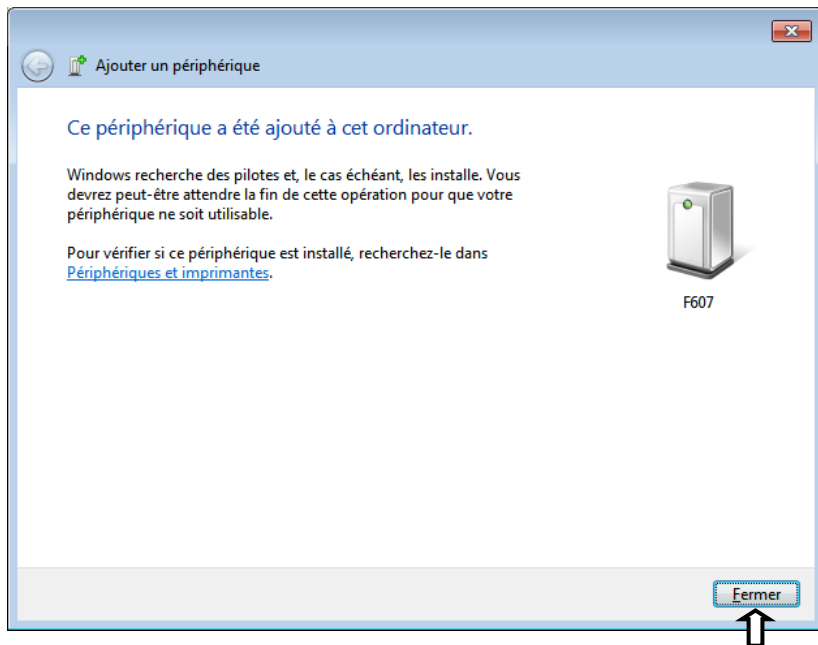 Ajouter un périphérique
Ce périphérique a été ajouté à cet ordinateur.
Windows recherche des pilotes et, le cas échéant, les installe. Vous
devrez peut-être attendre la fin de cette opération pour que votre
périphérique ne soit utilisable.
Pour vérifier si ce périphérique est installé, recherchez-le dans
Périphériques et imprimantes.
F607
Fermer